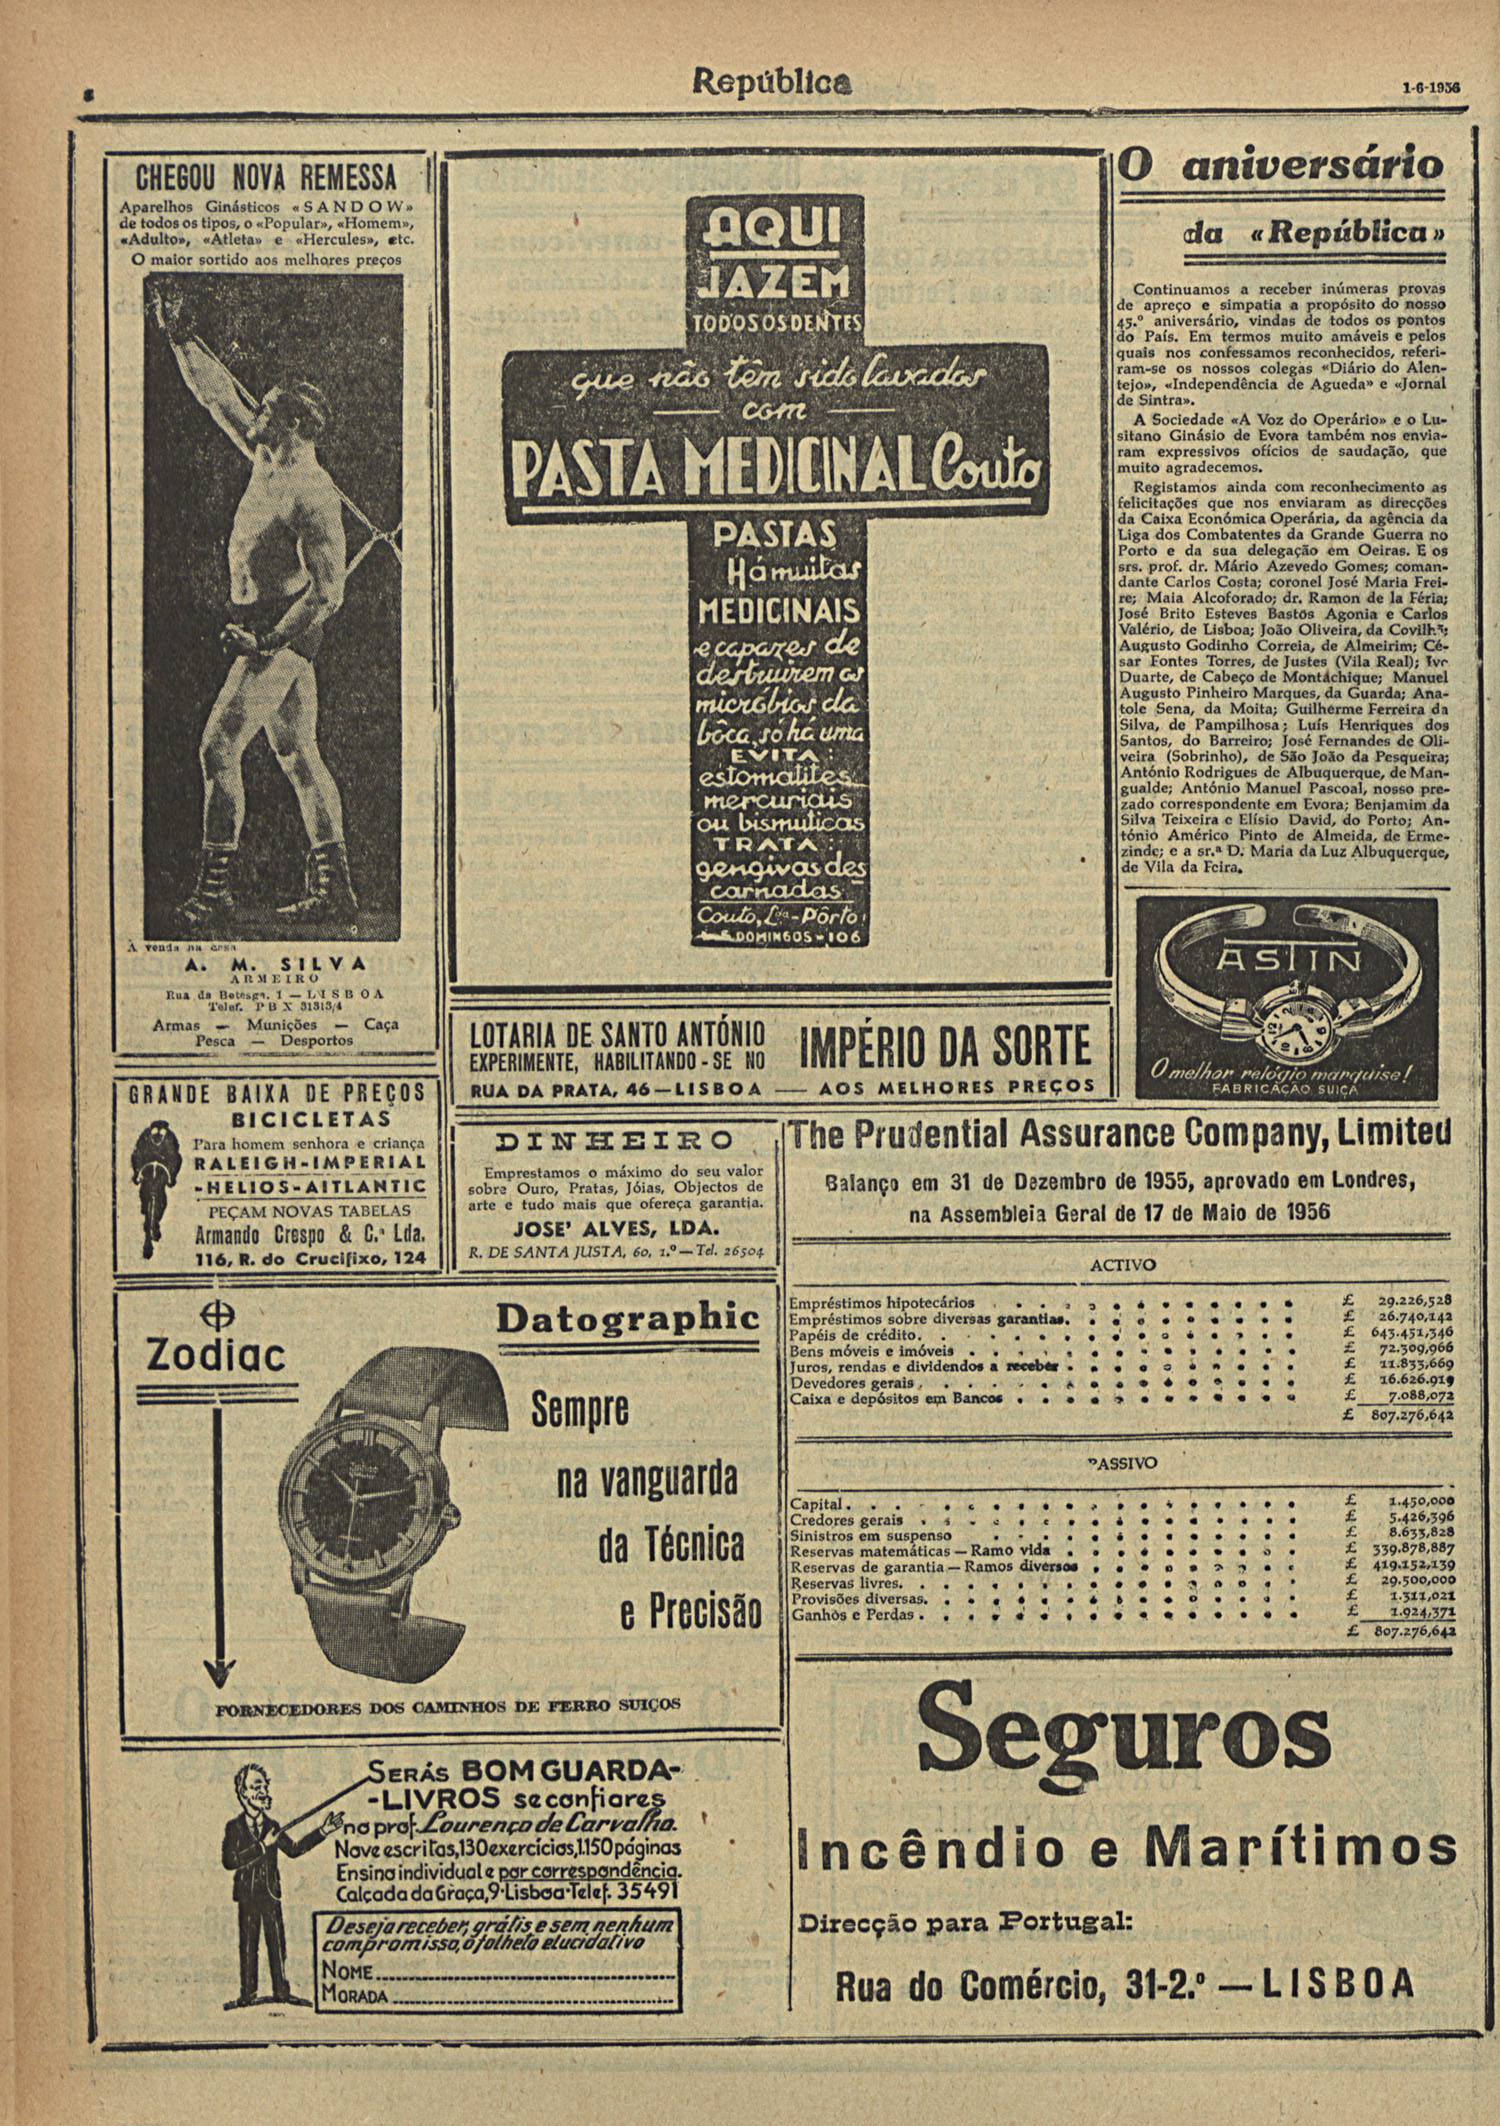 República
1-6-1956
CHEGOU NOVA REMESSA
Aparelhos Ginásticos «SANDOW»
de todos os tipos, o «Popular», «Homem»,
«Adulto», «Atleta» e «Hercules», etc.
O maior sortido aos melhores preços
À venda na casa
A. M. SILVA
ARMEIRO
Rua da Betesga, 1 — LISBOA
Telef. PBX 31313/4
Armas — Munições — Caça
Pesca — Desportos
AQUI
JAZEM
TODOS OS DENTES
que não têm sido lavados
— com —
PASTA MEDICINAL Couto
PASTAS
Há muitas
MEDICINAIS
e capazes de
destruirem os
micróbios da
bôca, só há uma
EVITA:
estomatites
mercuriais
ou bismuticas
TRATA:
gengivas des
carnadas
Couto, L.da - Pôrto
DOMINGOS - 106
O aniversário
da «República»
Continuamos a receber inúmeras provas
de apreço e simpatia a propósito do nosso
45.º aniversário, vindas de todos os pontos
do País. Em termos muito amáveis e pelos
quais nos confessamos reconhecidos, referi-
ram-se os nossos colegas «Diário do Alen-
tejo», «Independência de Agueda» e «Jornal
de Sintra».
A Sociedade «A Voz do Operário» e o Lu-
sitano Ginásio de Evora também nos envia-
ram expressivos ofícios de saudação, que
muito agradecemos.
Registamos ainda com reconhecimento as
felicitações que nos enviaram as direcções
da Caixa Económica Operária, da agência da
Liga dos Combatentes da Grande Guerra no
Porto e da sua delegação em Oeiras. E os
srs. prof. dr. Mário Azevedo Gomes; coman-
dante Carlos Costa; coronel José Maria Frei-
re; Maia Alcoforado; dr. Ramon de la Féria;
José Brito Esteves Bastos Agonia e Carlos
Valério, de Lisboa; João Oliveira, da Covilhã;
Augusto Godinho Correia, de Almeirim; Cé-
sar Fontes Torres, de Justes (Vila Real);
Duarte, de Cabeço de Montachique; Manuel
Augusto Pinheiro Marques, da Guarda; Ana-
tole Sena, da Moita; Guilherme Ferreira da
Silva, de Pampilhosa; Luís Henriques dos
Santos, do Barreiro; José Fernandes de Oli-
veira (Sobrinho), de São João da Pesqueira;
António Rodrigues de Albuquerque, de Man-
gualde; António Manuel Pascoal, nosso pre-
zado correspondente em Evora; Benjamim da
Silva Teixeira e Elísio David, do Porto; An-
tónio Américo Pinto de Almeida, de Erme-
zinde; e a sr.ª D. Maria da Luz Albuquerque,
de Vila da Feira.
ASTIN
O melhor relógio marquise!
FABRICAÇÃO SUIÇA
LOTARIA DE SANTO ANTÓNIO
EXPERIMENTE, HABILITANDO-SE NO
IMPÉRIO DA SORTE
RUA DA PRATA, 46 — LISBOA — AOS MELHORES PREÇOS
GRANDE BAIXA DE PREÇOS
BICICLETAS
Para homem senhora e criança
RALEIGH-IMPERIAL
-HELIOS-AITLANTIC
PEÇAM NOVAS TABELAS
Armando Crespo & C.ª Lda.
116, R. do Crucifixo, 124
DINHEIRO
Emprestamos o máximo do seu valor
sobre Ouro, Pratas, Jóias, Objectos de
arte e tudo mais que ofereça garantia.
JOSE' ALVES, LDA.
R. DE SANTA JUSTA, 60, 1.º — Tel. 26504
The Prudential Assurance Company, Limited
Balanço em 31 de Dezembro de 1955, aprovado em Londres,
na Assembleia Geral de 17 de Maio de 1956
ACTIVO
Empréstimos hipotecários £ 29.226,528
Empréstimos sobre diversas garantias. £ 26.740,142
Papéis de crédito. £ 643.451,346
Bens móveis e imóveis £ 72.309,966
Juros, rendas e dividendos a receber £ 11.833,669
Devedores gerais £ 16.626.919
Caixa e depósitos em Bancos £ 7.088,072
£ 807.276,642
PASSIVO
Capital £ 1.450,000
Credores gerais £ 5.426,396
Sinistros em suspenso £ 8.633,828
Reservas matemáticas — Ramo vida £ 339.878,887
Reservas de garantia — Ramos diversos £ 419.152,139
Reservas livres £ 29.500,000
Provisões diversas £ 1.311,021
Ganhos e Perdas £ 1.924,371
£ 807.276,642
Seguros
Incêndio e Marítimos
Direcção para Portugal:
Rua do Comércio, 31-2.º — LISBOA
Zodiac
Datographic
Sempre
na vanguarda
da Técnica
e Precisão
FORNECEDORES DOS CAMINHOS DE FERRO SUIÇOS
SERÁS BOM GUARDA-
-LIVROS se confiares
no prof. Lourenço de Carvalho.
Nove escritas, 130 exercícios, 1.150 páginas
Ensino individual e por correspondência.
Calçada da Graça, 9-Lisboa-Telef. 35491
Deseja receber, grátis e sem nenhum
compromisso, o folheto elucidativo
NOME
MORADA